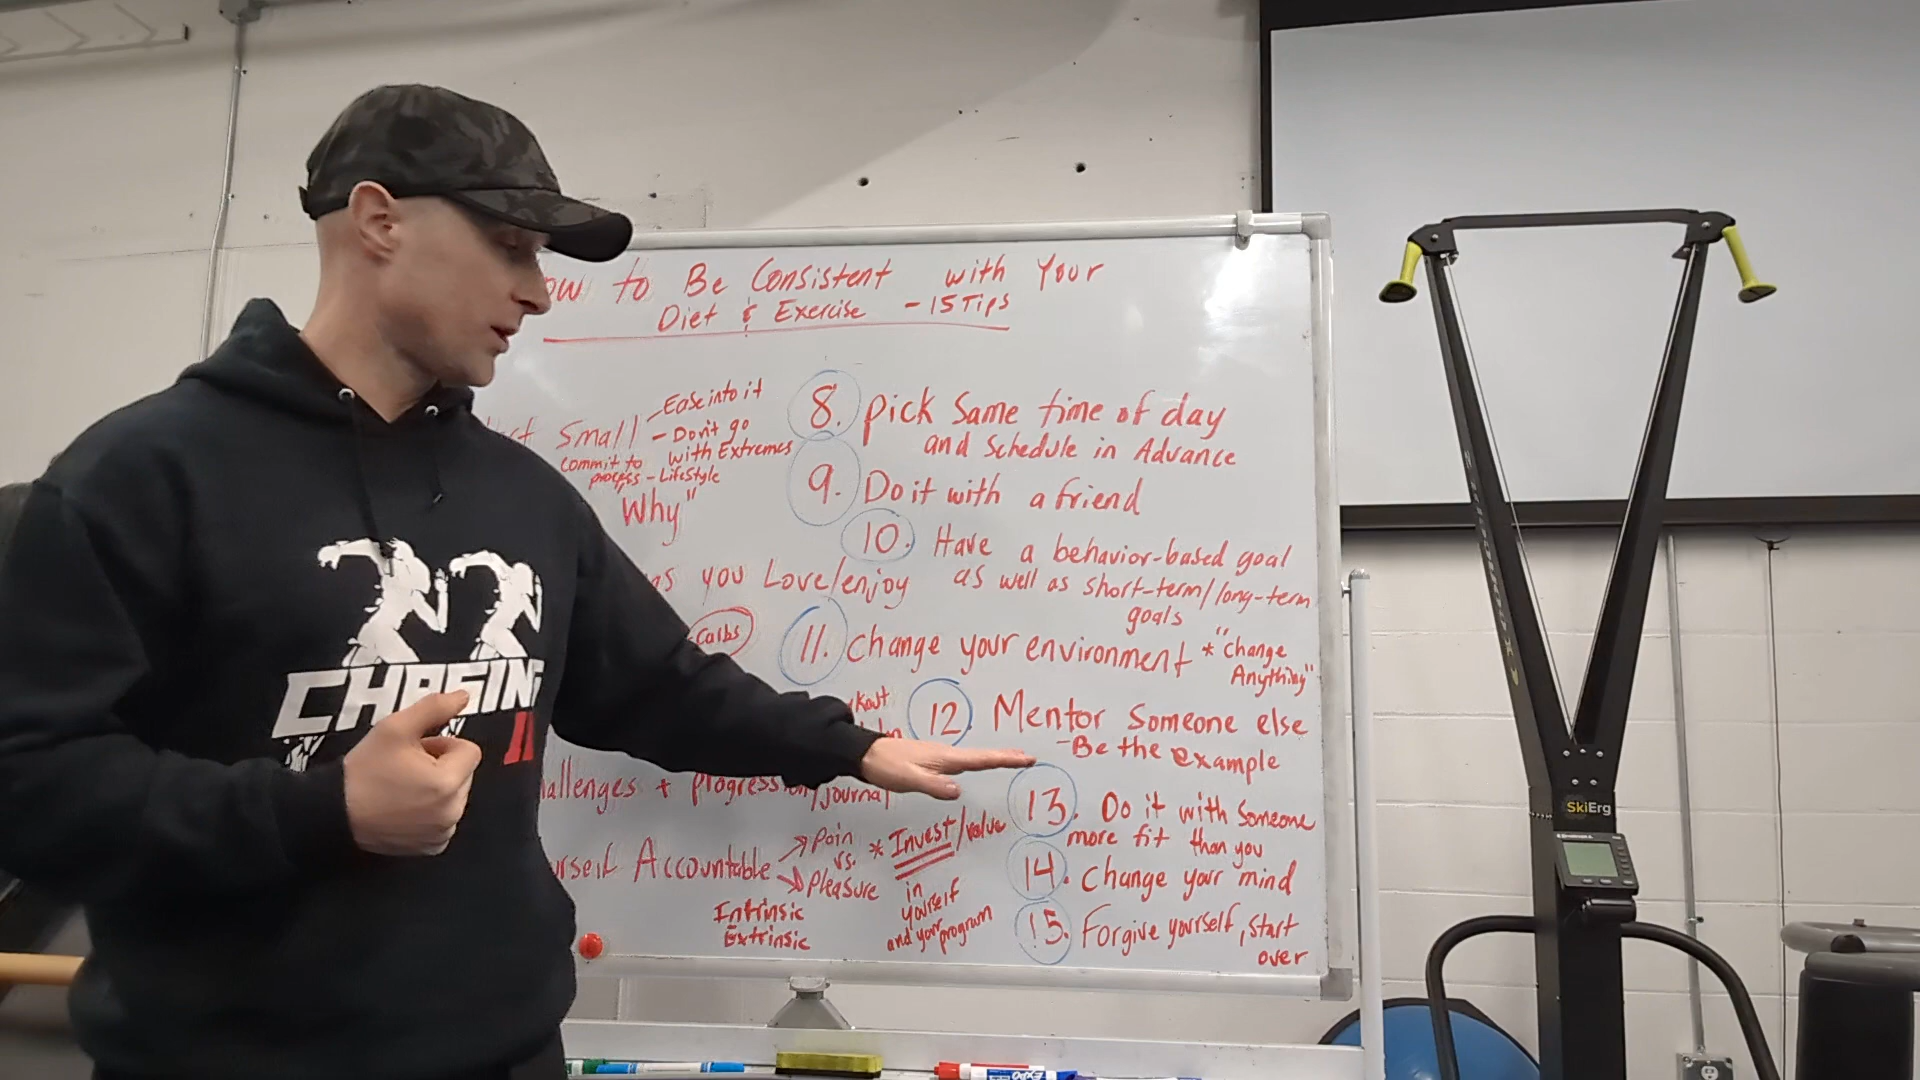 to Be Consistent with Your
Diet & Exercise - 15 Tips
Small
- Ease into it
- Don't go
with Extremes
commit to
process - LifeStyle
"Why"
you Love/enjoy
Carbs
Challenges + Progression/Journal
Accountable
Pain
vs.
Pleasure
* Invest/value
in
yourself
and your program
Intrinsic
Extrinsic
8. Pick Same time of day
and Schedule in Advance
9. Do it with a friend
10. Have a behavior-based goal
as well as short-term/long-term
goals
11. Change your environment * "Change
Anything"
12. Mentor Someone else
- Be the example
13. Do it with Someone
more fit than you
14. Change your mind
15. Forgive yourself, start
over
CHASING
SkiErg
EXPO